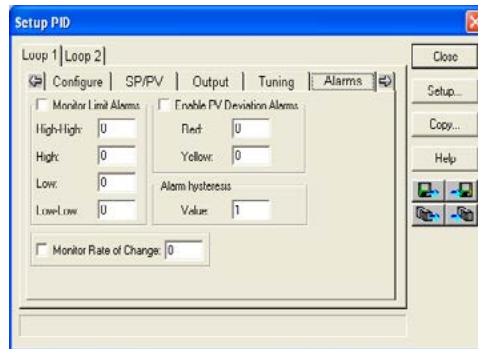 Setup PID
Loop 1 Loop 2
Configure SP/PV Output Tuning Alarms
Monitor Limit Alarms
High-High: 0
High: 0
Low: 0
Low-Low: 0
Enable PV Deviation Alarms
Red: 0
Yellow: 0
Alarm hysteresis
Value: 1
Monitor Rate of Change: 0
Close
Setup...
Copy...
Help